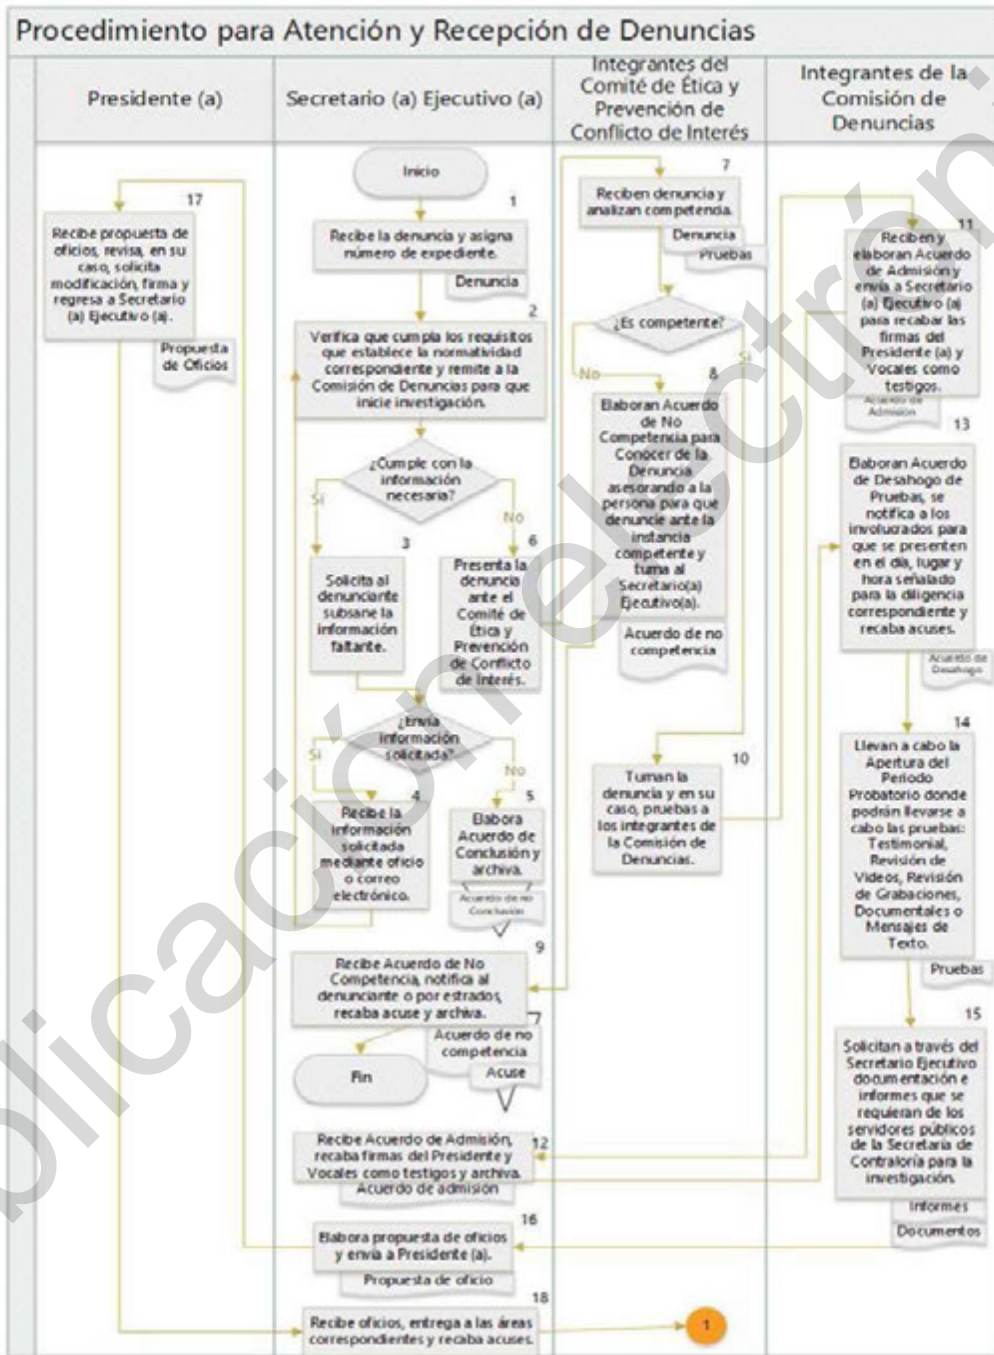 Procedimiento para Atención y Recepción de Denuncias
Presidente (a)
Secretario (a) Ejecutivo (a)
Integrantes del
Comité de Ética y
Prevención de
Conflicto de Interés
Integrantes de la
Comisión de
Denuncias
Inicio
1
Recibe la denuncia y asigna
número de expediente.
Denuncia
2
Verifica que cumpla los requisitos
que establece la normatividad
correspondiente y remite a la
Comisión de Denuncias para que
inicie investigación.
¿Cumple con la
información
necesaria?
Sí
No
3
Solicita al
denunciante
subsane la
información
faltante.
6
Presenta la
denuncia
ante el
Comité de
Ética y
Prevención
de Conflicto
de Interés.
¿Envía
información
solicitada?
Sí
No
4
Recibe la
información
solicitada
mediante oficio
o correo
electrónico.
5
Elabora
Acuerdo de
Conclusión y
archiva.
Acuerdo de no
Conclusión
7
Reciben denuncia y
analizan competencia.
Denuncia
Pruebas
¿Es competente?
No
Sí
8
Elaboran Acuerdo
de No
Competencia para
Conocer de la
Denuncia
asesorando a la
persona para que
denuncie ante la
instancia
competente y
turna al
Secretario(a)
Ejecutivo(a).
Acuerdo de no
competencia
9
Recibe Acuerdo de No
Competencia, notifica al
denunciante o por estrados,
recaba acuse y archiva.
Acuerdo de no
competencia
Acuse
Fin
10
Turnan la
denuncia y en su
caso, pruebas a
los integrantes de
la Comisión de
Denuncias.
11
Reciben y
elaboran Acuerdo
de Admisión y
envía a Secretario
(a) Ejecutivo (a)
para recabar las
firmas del
Presidente (a) y
Vocales como
testigos.
Acuerdo de
Admisión
12
Recibe Acuerdo de Admisión,
recaba firmas del Presidente y
Vocales como testigos y archiva.
Acuerdo de admisión
13
Elaboran Acuerdo
de Desahogo de
Pruebas, se
notifica a los
involucrados para
que se presenten
en el día, lugar y
hora señalado
para la diligencia
correspondiente y
recaba acuses.
Acuerdo de
Desahogo
14
Llevan a cabo la
Apertura del
Periodo
Probatorio donde
podrán llevarse a
cabo las pruebas:
Testimonial,
Revisión de
Videos, Revisión
de Grabaciones,
Documentales o
Mensajes de
Texto.
Pruebas
15
Solicitan a través del
Secretario Ejecutivo
documentación e
informes que se
requieran de los
servidores públicos
de la Secretaría de
Contraloría para la
investigación.
Informes
Documentos
16
Elabora propuesta de oficios
y envía a Presidente (a).
Propuesta de oficio
17
Recibe propuesta de
oficios, revisa, en su
caso, solicita
modificación, firma y
regresa a Secretario
(a) Ejecutivo (a).
Propuesta
de Oficios
18
Recibe oficios, entrega a las áreas
correspondientes y recaba acuses.
1